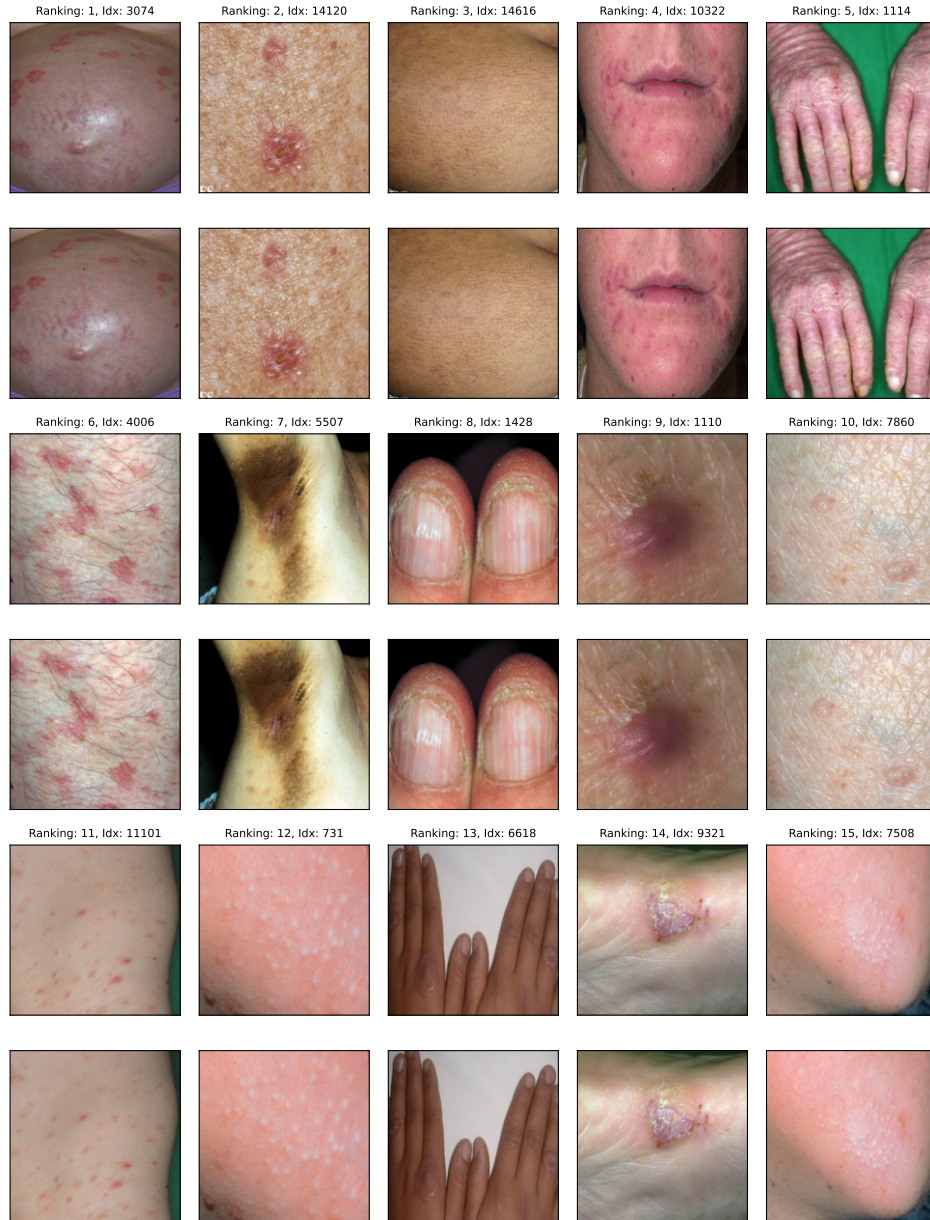 Ranking: 1, Idx: 3074
Ranking: 2, Idx: 14120
Ranking: 3, Idx: 14616
Ranking: 4, Idx: 10322
Ranking: 5, Idx: 1114
Ranking: 6, Idx: 4006
Ranking: 7, Idx: 5507
Ranking: 8, Idx: 1428
Ranking: 9, Idx: 1110
Ranking: 10, Idx: 7860
Ranking: 11, Idx: 11101
Ranking: 12, Idx: 731
Ranking: 13, Idx: 6618
Ranking: 14, Idx: 9321
Ranking: 15, Idx: 7508